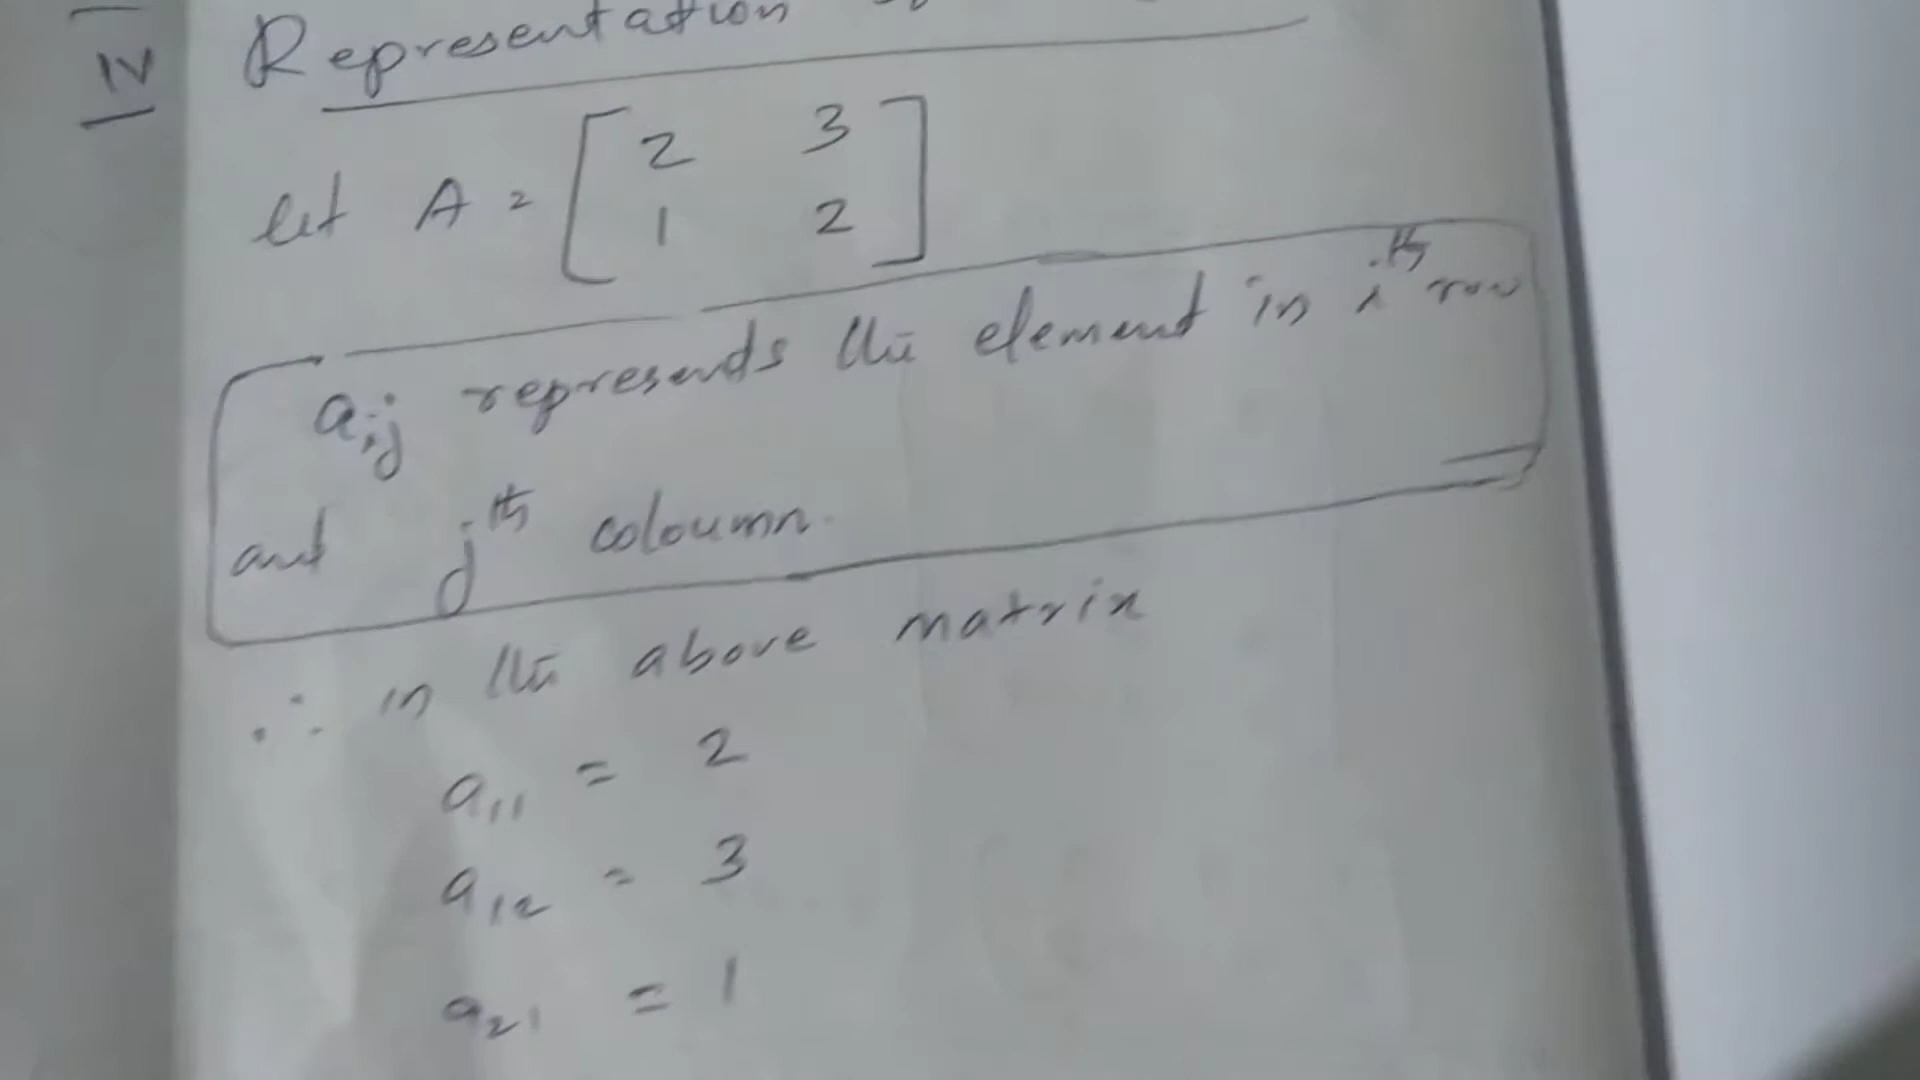 IV Representation
let A = [ 2 3
1 2 ]
aij represents the element in ith row
and jth coloumn.
∴ in the above matrix
a11 = 2
a12 = 3
a21 = 1